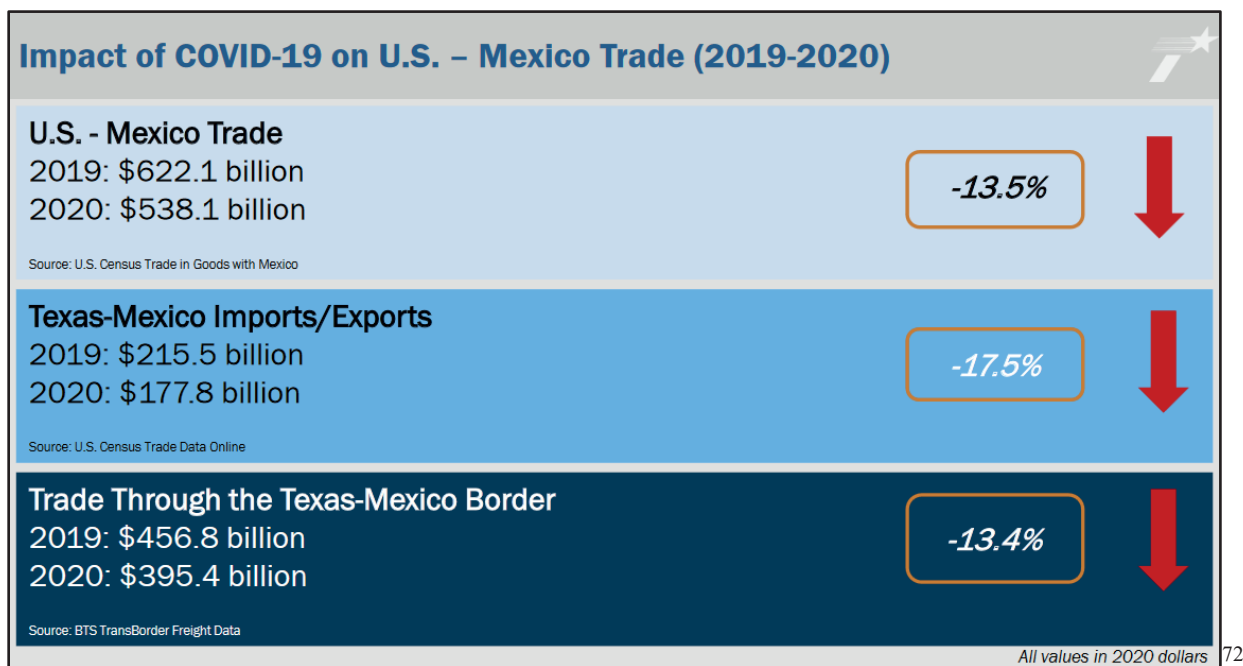 Impact of COVID-19 on U.S. – Mexico Trade (2019-2020)
U.S. - Mexico Trade
2019: $622.1 billion
2020: $538.1 billion
-13.5%
Source: U.S. Census Trade in Goods with Mexico
Texas-Mexico Imports/Exports
2019: $215.5 billion
2020: $177.8 billion
-17.5%
Source: U.S. Census Trade Data Online
Trade Through the Texas-Mexico Border
2019: $456.8 billion
2020: $395.4 billion
-13.4%
Source: BTS TransBorder Freight Data
All values in 2020 dollars
72